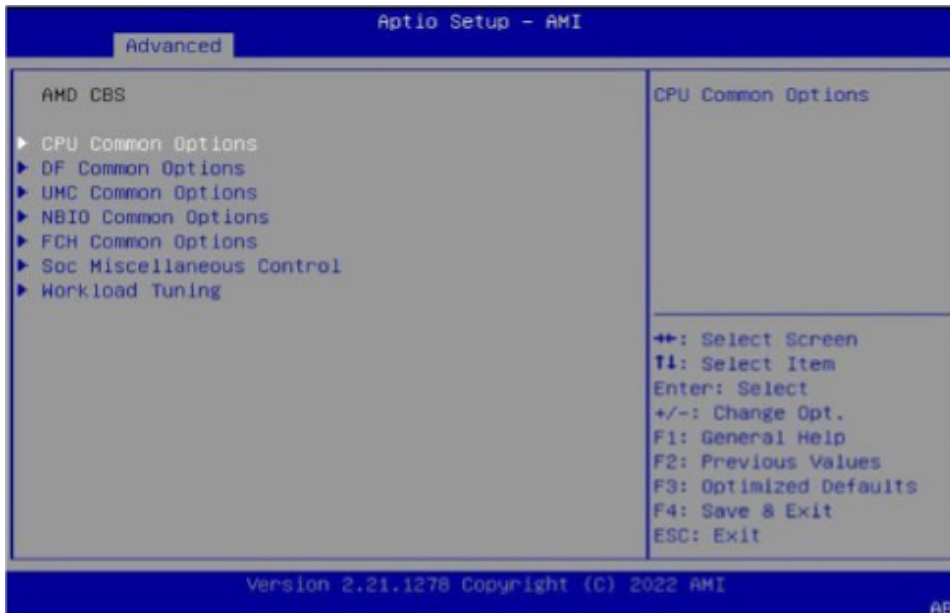 Aptio Setup – AMI
Advanced
AMD CBS
CPU Common Options
DF Common Options
UMC Common Options
NBIO Common Options
FCH Common Options
Soc Miscellaneous Control
Workload Tuning
CPU Common Options
→←: Select Screen
↑↓: Select Item
Enter: Select
+/-: Change Opt.
F1: General Help
F2: Previous Values
F3: Optimized Defaults
F4: Save & Exit
ESC: Exit
Version 2.21.1278 Copyright (C) 2022 AMI